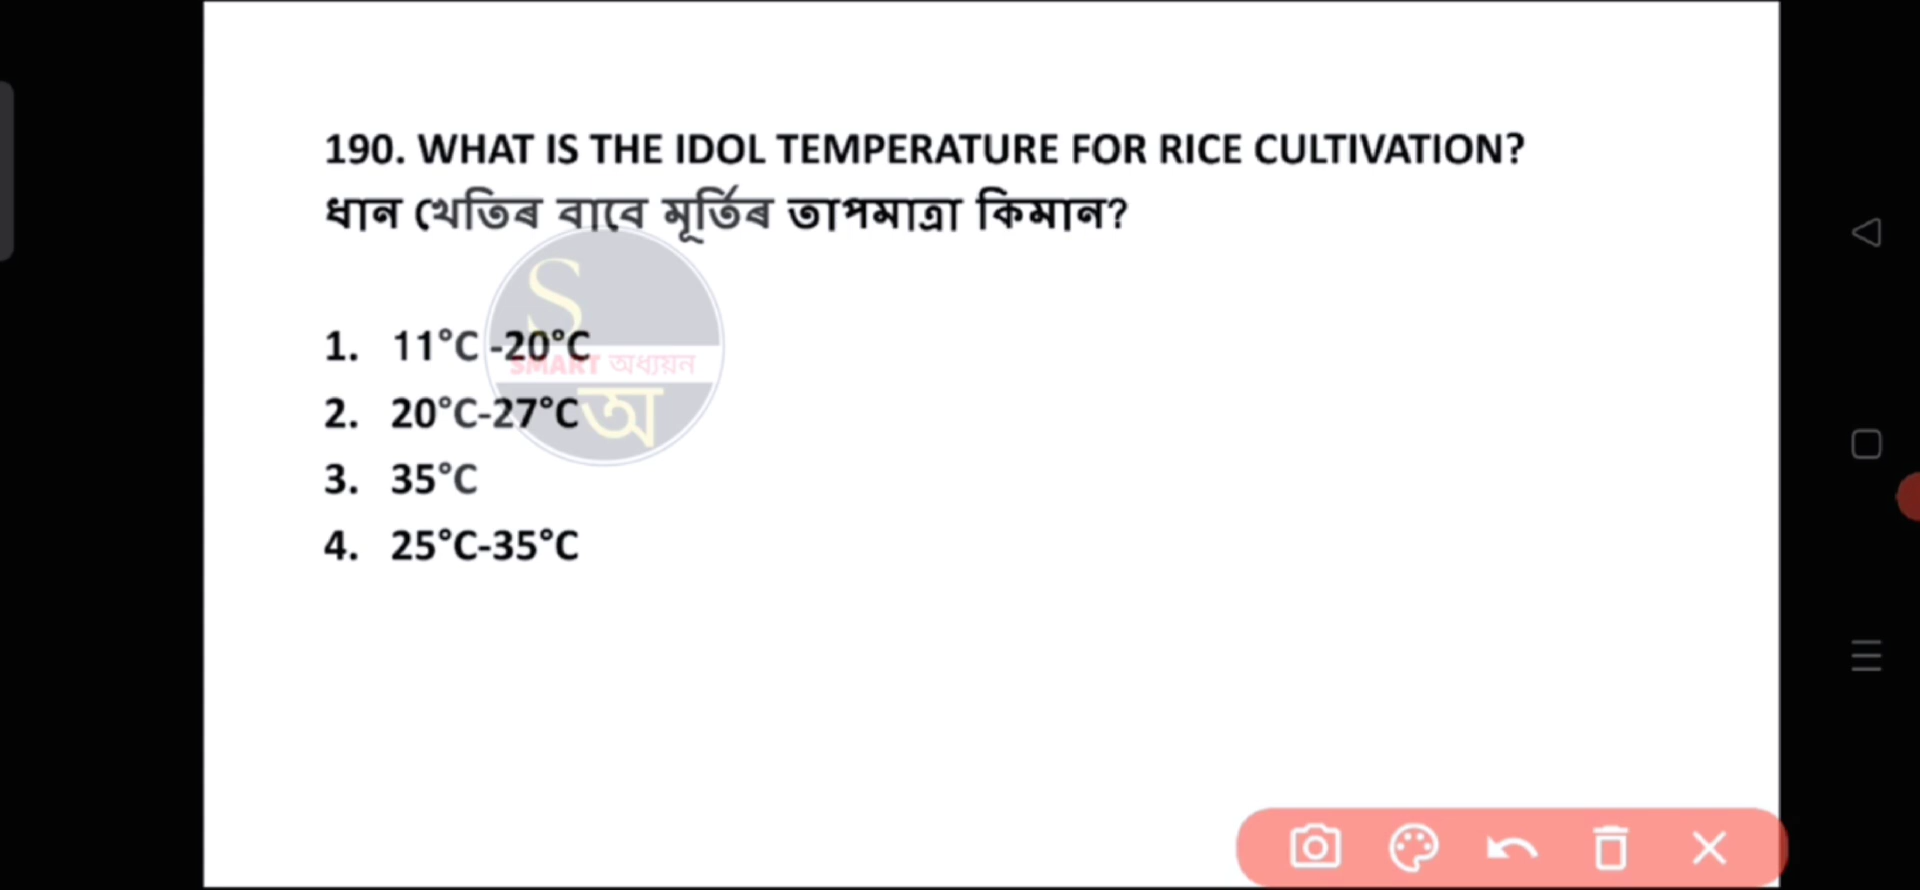 190. WHAT IS THE IDOL TEMPERATURE FOR RICE CULTIVATION?
ধান খেতিৰ বাবে মূৰ্তিৰ তাপমাত্ৰা কিমান?
S
1. 11°C -20°C
SMART অধ্যয়ন
2. 20°C-27°C
অ
3. 35°C
4. 25°C-35°C